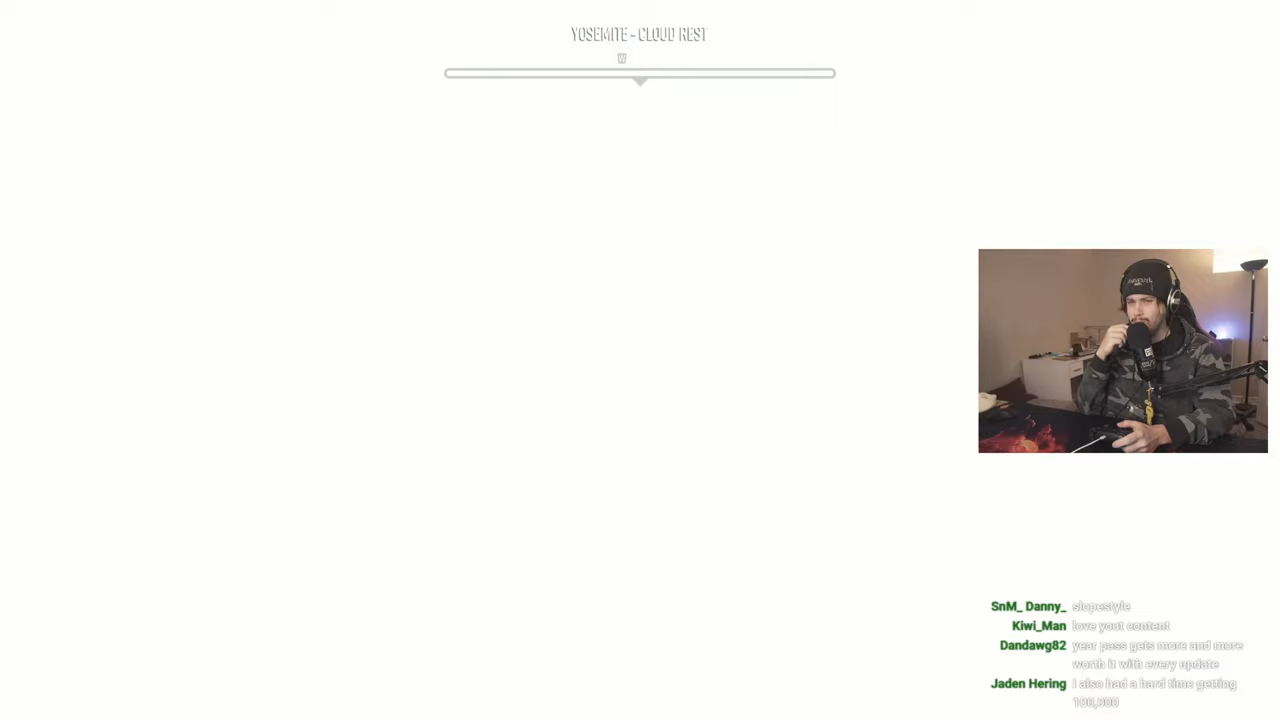 YOSEMITE - CLOUD REST
W
SnM_ Danny_ slopestyle
Kiwi_Man love yout content
Dandawg82 year pass gets more and more
worth it with every update
Jaden Hering I also had a hard time getting
100,000